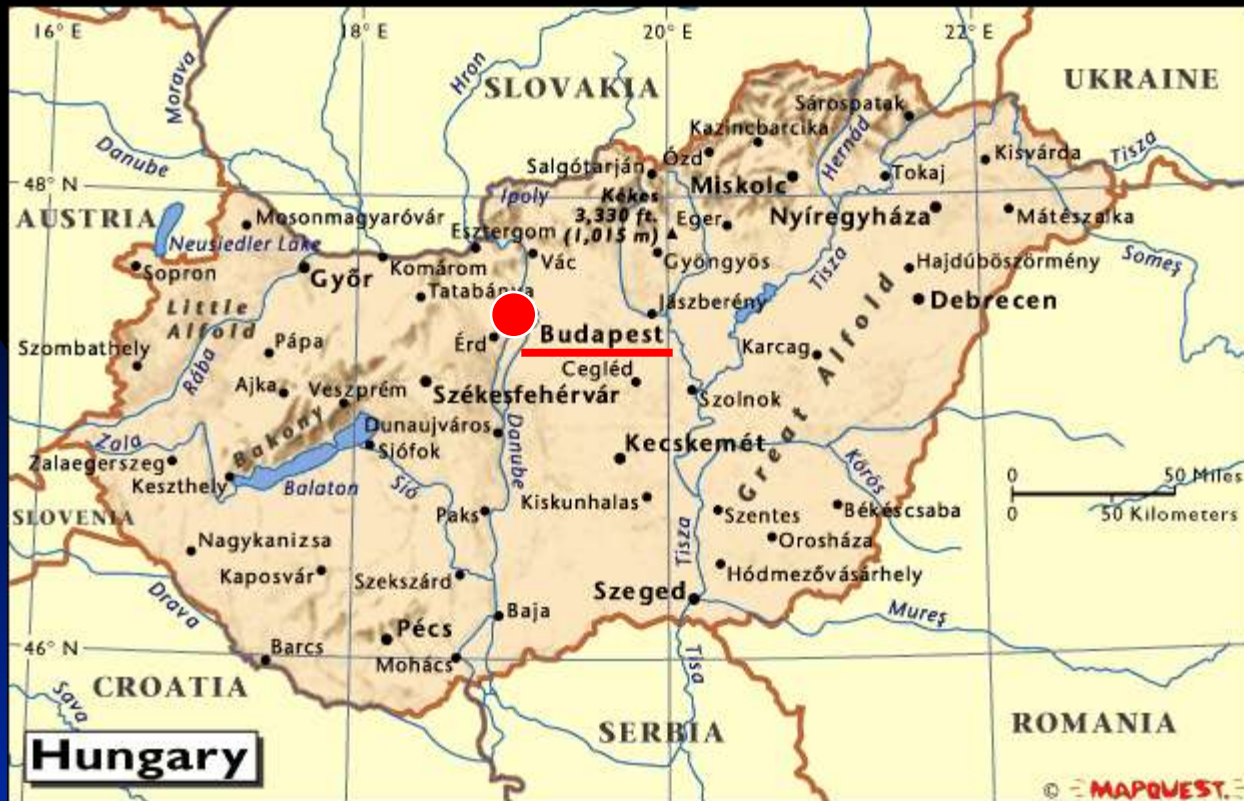 16° E
18° E
20° E
22° E
SLOVAKIA
UKRAINE
Morava
Hron
Sárospatak
Kazincbarcika
Hernád
Danube
Salgótarján
Ózd
Kisvárda
Tisza
48° N
Ipoly
Kékes
Miskolc
Tokaj
AUSTRIA
Mosonmagyaróvár
3,330 ft.
Eger
Nyíregyháza
Mátészalka
Neusiedler Lake
Esztergom
(1,015 m)
Sopron
Győr
Komárom
Vác
Gyöngyös
Tisza
Hajdúböszörmény
Someş
Little
Alfold
Tatabánya
Jászberény
Debrecen
Szombathely
Pápa
Érd
Budapest
Karcag
Rába
Ajka
Veszprém
Székesfehérvár
Cegléd
Szolnok
Great Alfold
Zala
Bakony
Dunaujváros
Danube
Kecskemét
Zalaegerszeg
Siófok
Keszthely
Balaton
Sió
Kiskunhalas
Körös
0 50 Miles
0 50 Kilometers
SLOVENIA
Paks
Szentes
Békéscsaba
Nagykanizsa
Tisza
Orosháza
Kaposvár
Szekszárd
Hódmezővásárhely
Drava
Szeged
Baja
Mureş
Pécs
46° N
Barcs
Mohács
Tisa
CROATIA
Sava
SERBIA
ROMANIA
Hungary
© MAPQUEST.